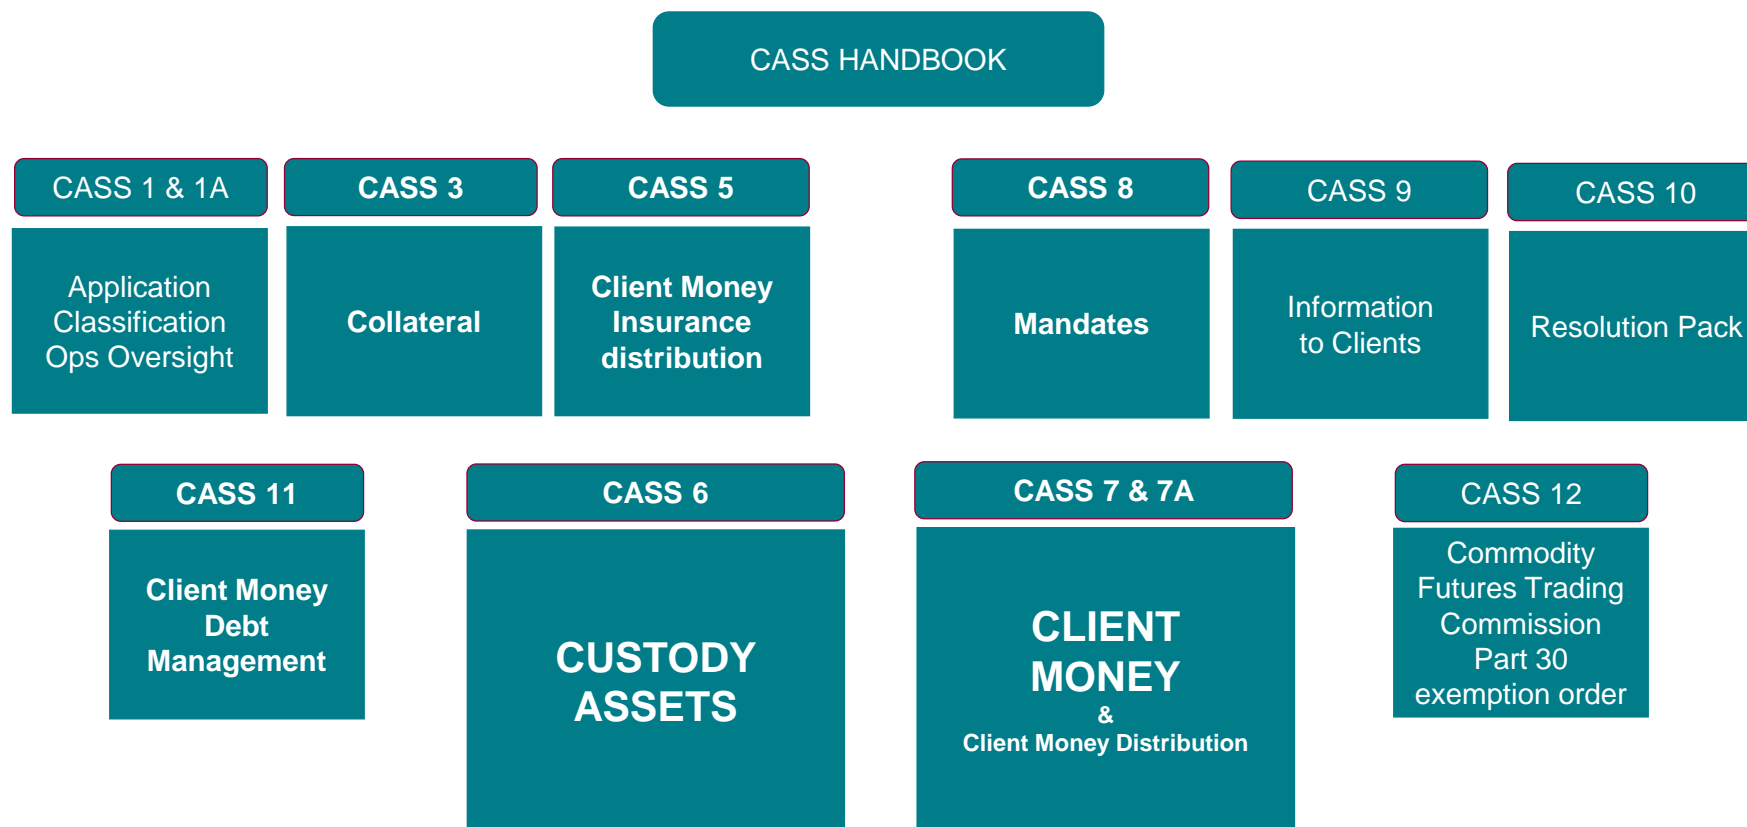 CASS HANDBOOK
CASS 1 & 1A
Application
Classification
Ops Oversight
CASS 3
Collateral
CASS 5
Client Money
Insurance
distribution
CASS 8
Mandates
CASS 9
Information
to Clients
CASS 10
Resolution Pack
CASS 11
Client Money
Debt
Management
CASS 6
CUSTODY
ASSETS
CASS 7 & 7A
CLIENT
MONEY
&
Client Money Distribution
CASS 12
Commodity
Futures Trading
Commission
Part 30
exemption order